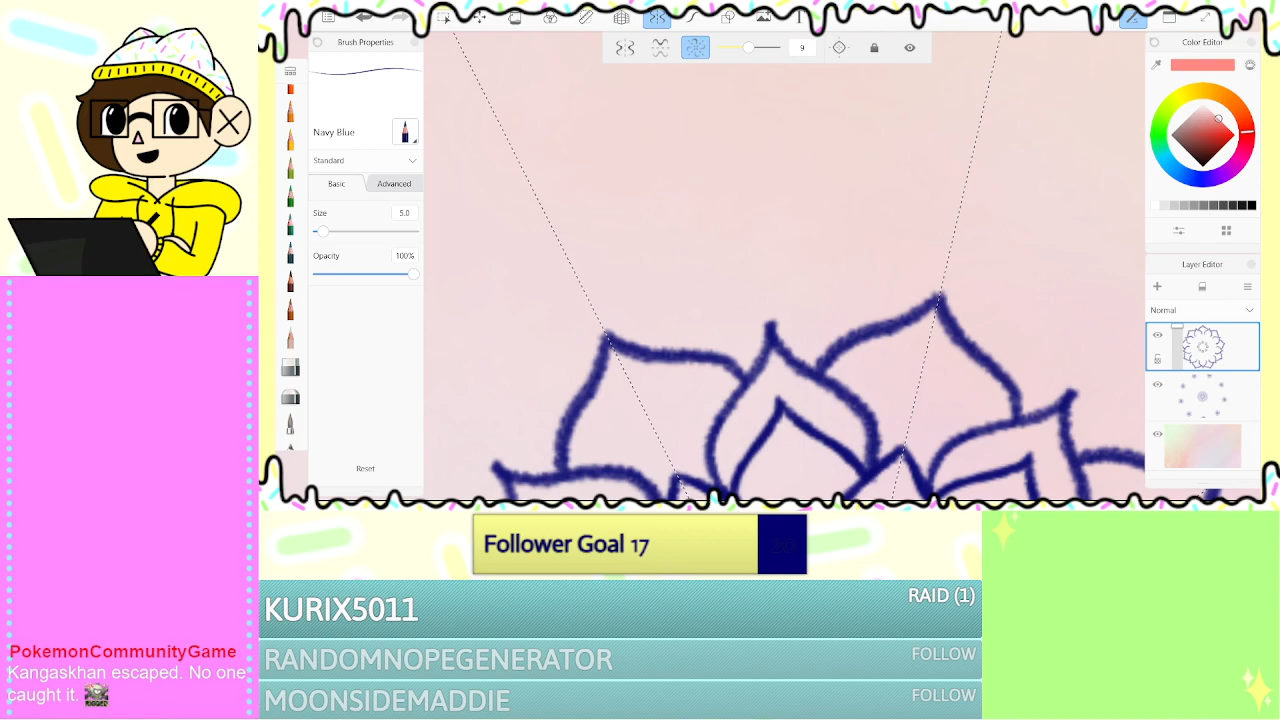 Brush Properties
9
Color Editor
Navy Blue
Standard
Basic
Advanced
Size
5.0
Opacity
100%
Reset
Layer Editor
Normal
Follower Goal 17
KURIX5011
RAID (1)
RANDOMNOPEGENERATOR
FOLLOW
MOONSIDEMADDIE
FOLLOW
PokemonCommunityGame
Kangaskhan escaped. No one
caught it.